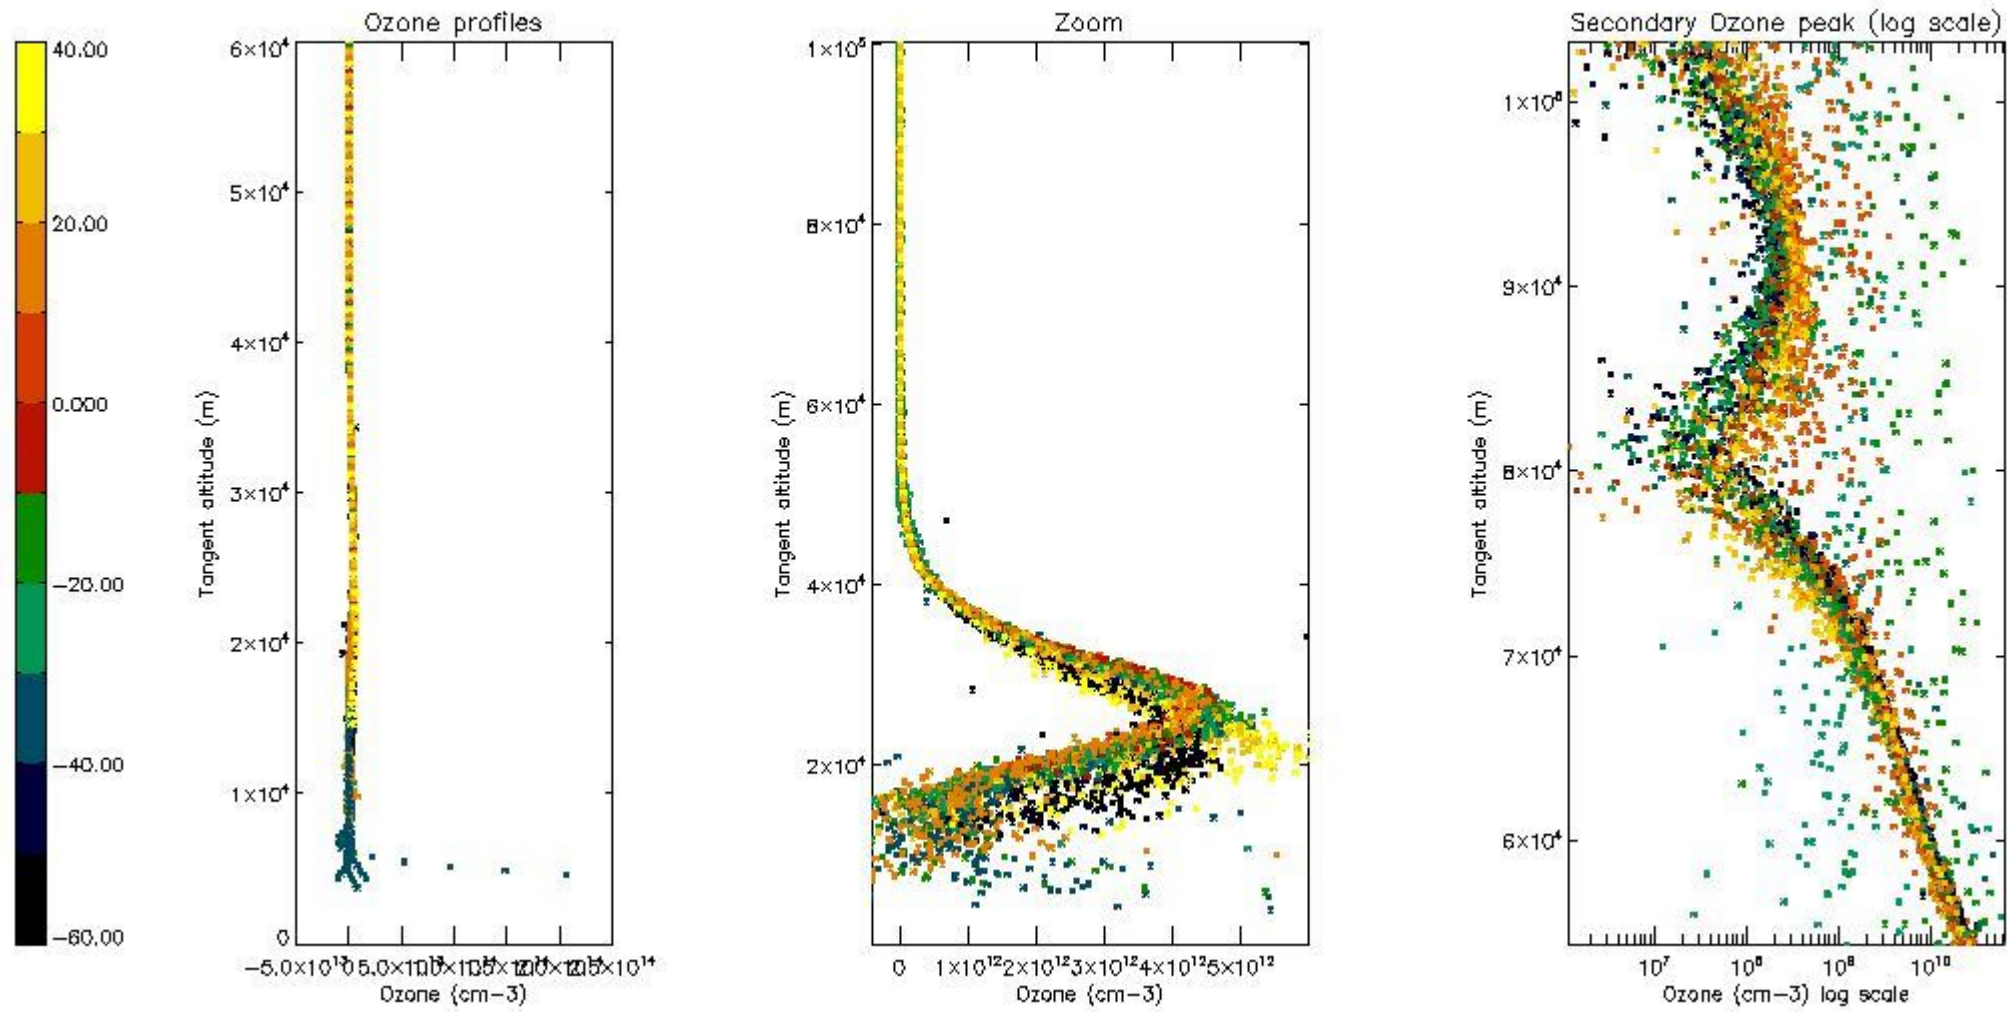 Ozone profiles
Zoom
Secondary Ozone peak (log scale)
40.00
20.00
0.000
−20.00
−40.00
−60.00
6×10⁴
5×10⁴
4×10⁴
3×10⁴
2×10⁴
1×10⁴
0
Tangent altitude (m)
Ozone (cm−3)
1×10⁵
8×10⁴
6×10⁴
4×10⁴
2×10⁴
Tangent altitude (m)
0 1×10¹² 2×10¹² 3×10¹² 4×10¹² 5×10¹²
Ozone (cm−3)
9×10⁴
8×10⁴
7×10⁴
6×10⁴
Tangent altitude (m)
10⁷ 10⁸ 10⁹ 10¹⁰
Ozone (cm−3) log scale